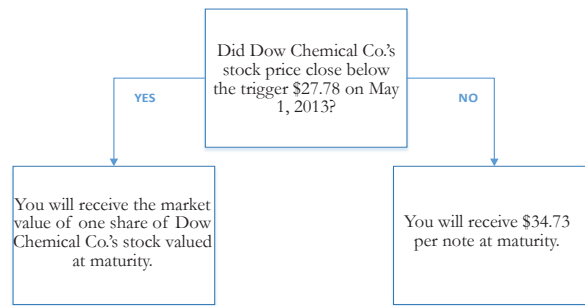 Did Dow Chemical Co.'s
stock price close below
the trigger $27.78 on May
1, 2013?
YES
NO
You will receive the market
value of one share of Dow
Chemical Co.'s stock valued
at maturity.
You will receive $34.73
per note at maturity.